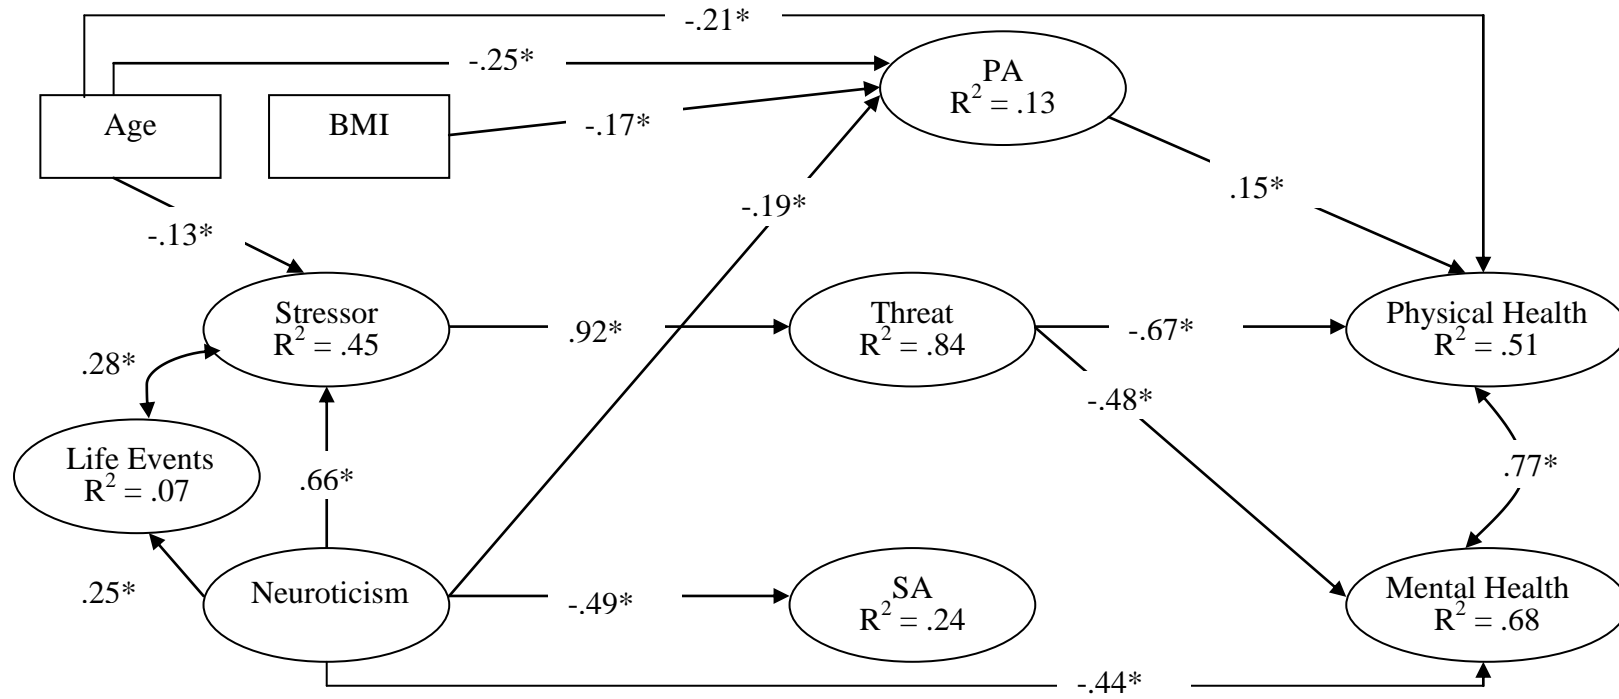 -.21*
-.25*
PA
R² = .13
Age
BMI
-.17*
-.19*
.15*
-.13*
Stressor
R² = .45
.92*
Threat
R² = .84
-.67*
Physical Health
R² = .51
.28*
-.48*
Life Events
R² = .07
.66*
.77*
.25*
Neuroticism
-.49*
SA
R² = .24
Mental Health
R² = .68
-.44*